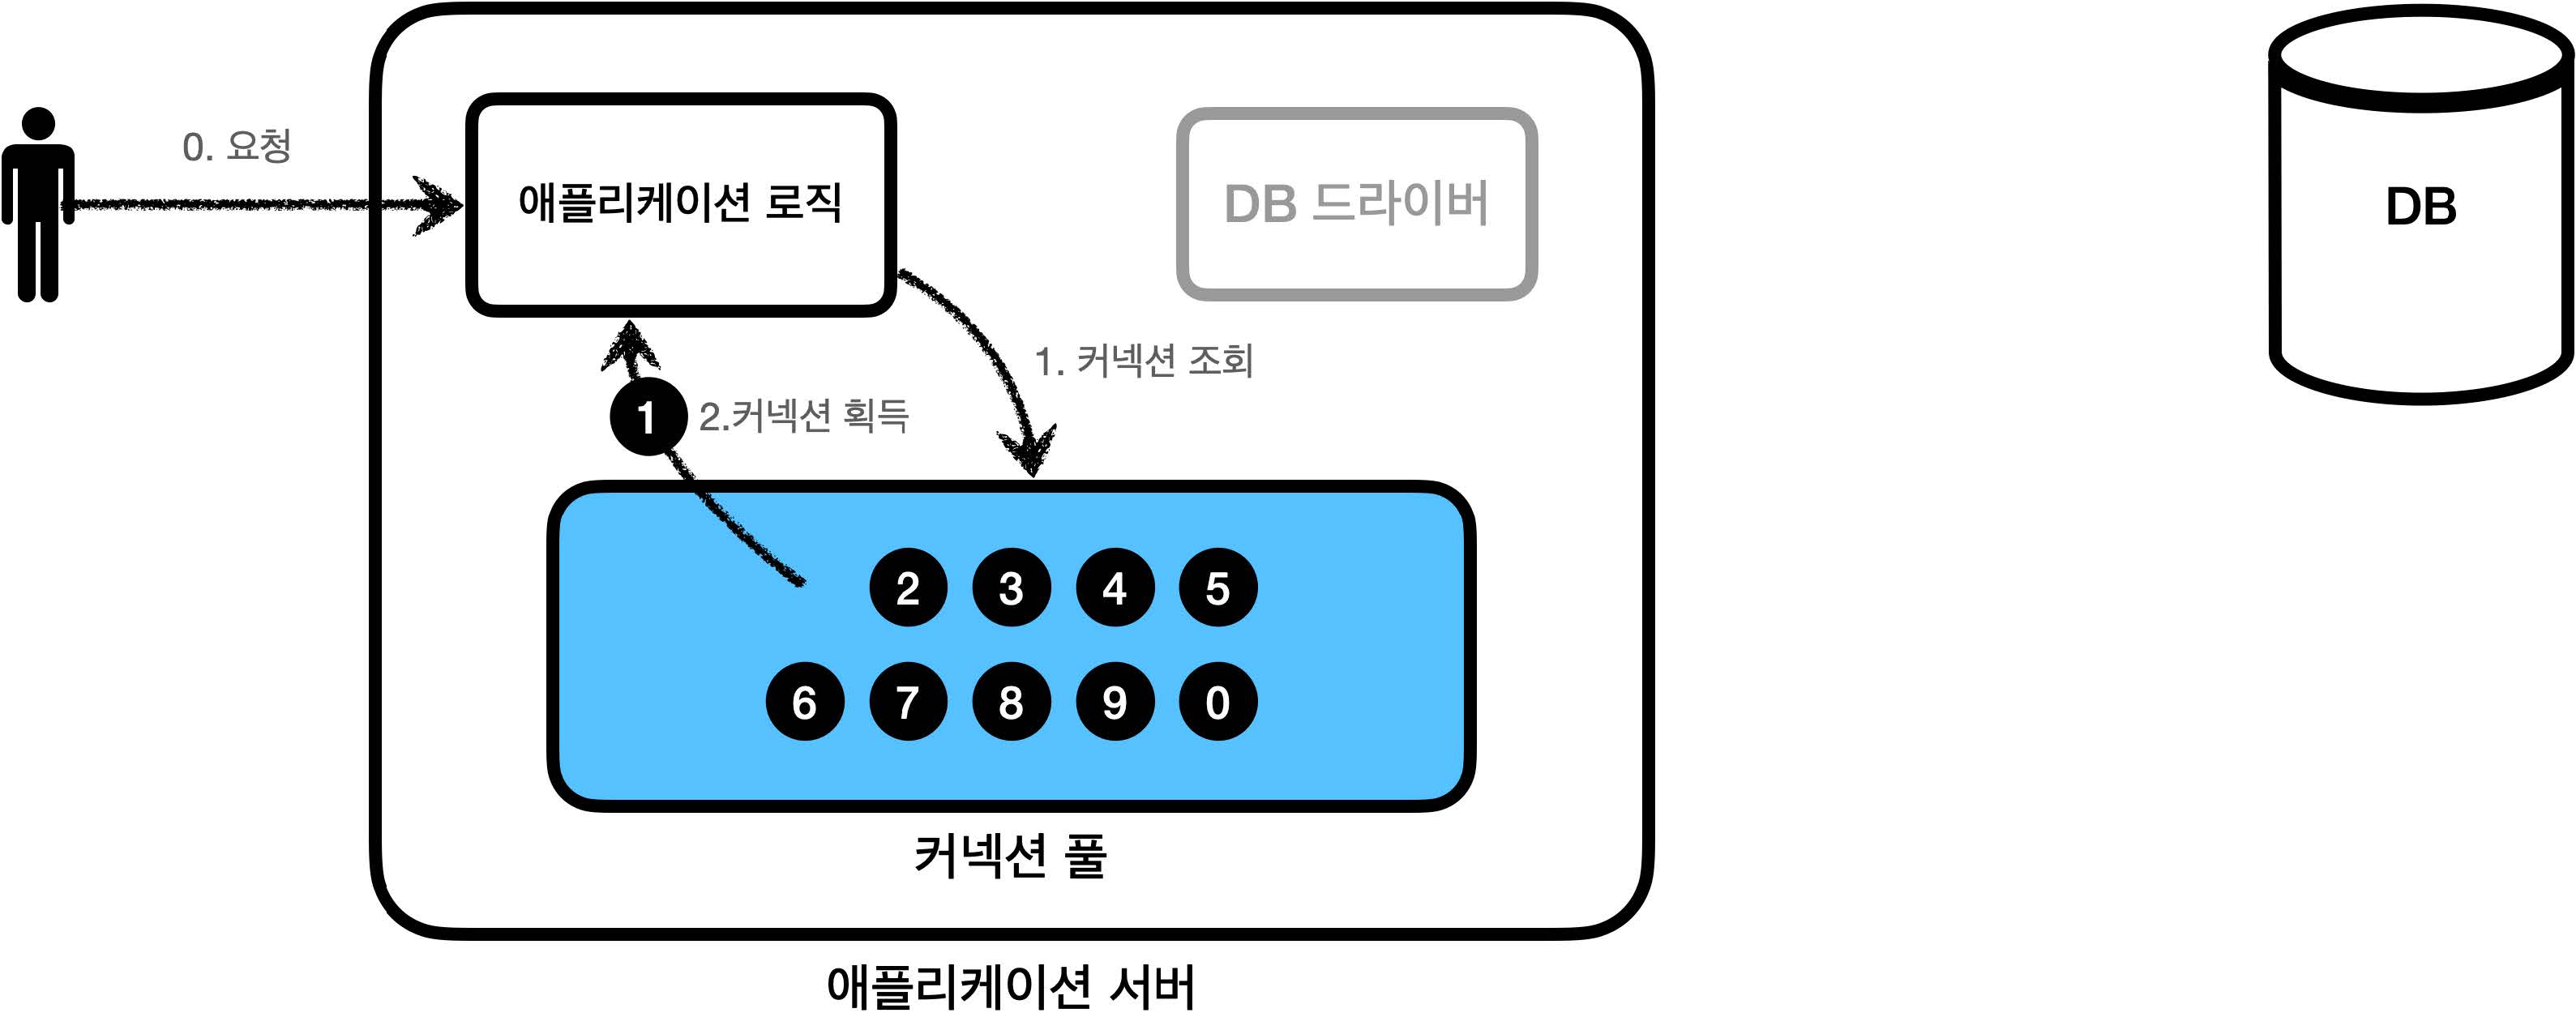 0. 요청
애플리케이션 로직
DB 드라이버
DB
1. 커넥션 조회
1
2.커넥션 획득
2 3 4 5
6 7 8 9 0
커넥션 풀
애플리케이션 서버